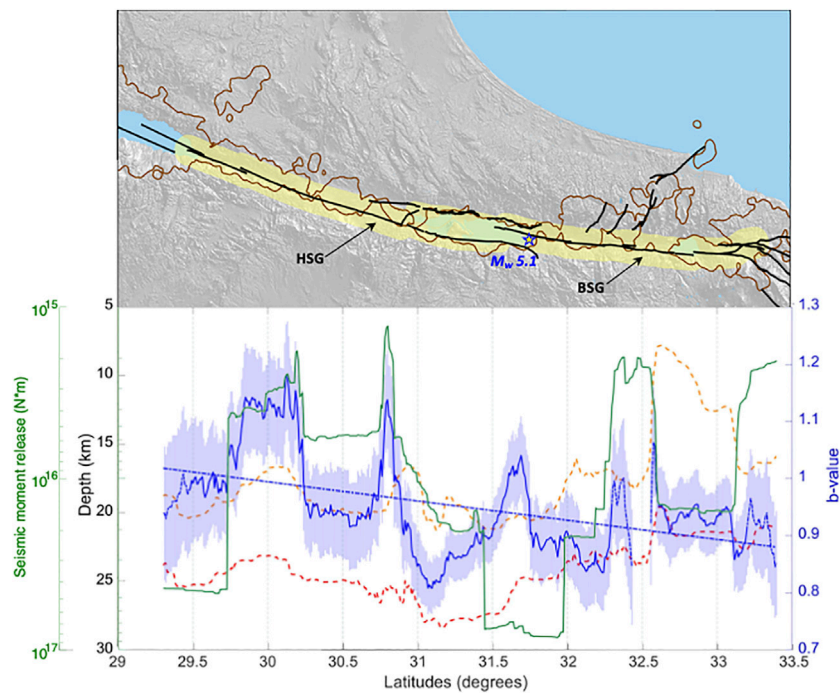 HSG
M_w 5.1
BSG
10^15
10^16
10^17
Seismic moment release (N*m)
5
10
15
20
25
30
Depth (km)
1.3
1.2
1.1
1
0.9
0.8
0.7
b-value
29 29.5 30 30.5 31 31.5 32 32.5 33 33.5
Latitudes (degrees)